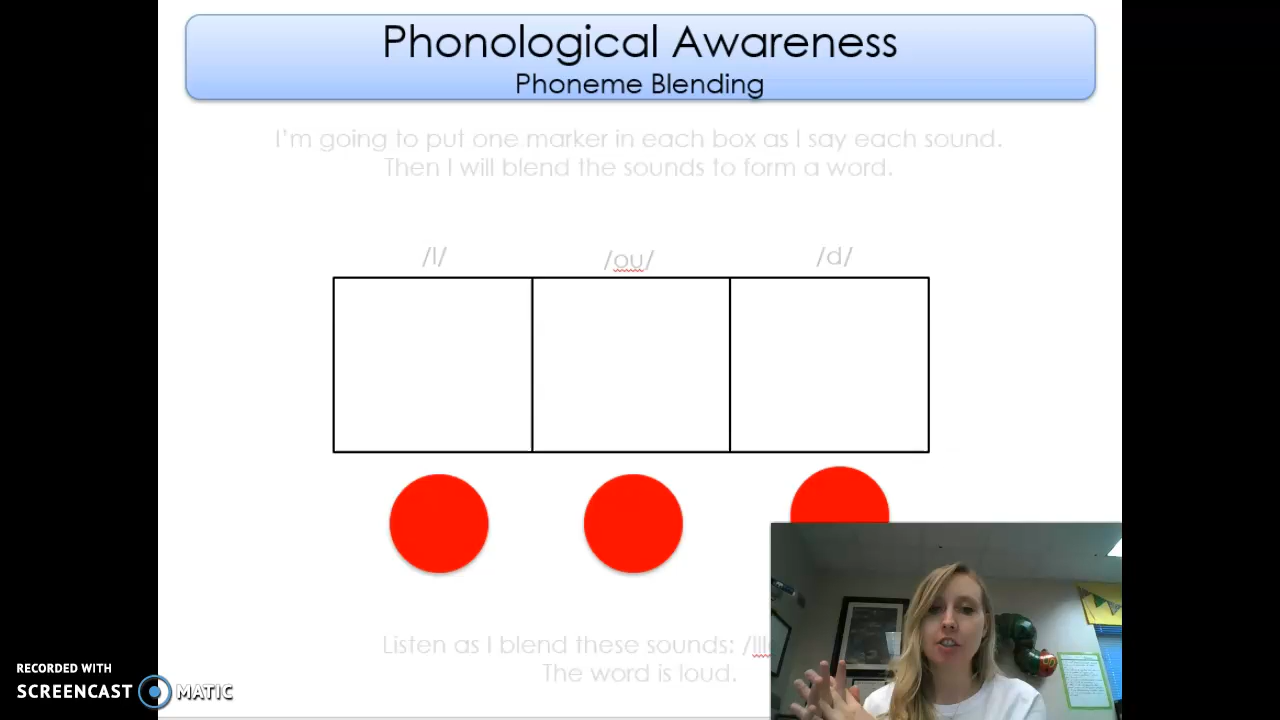 Phonological Awareness
Phoneme Blending
I'm going to put one marker in each box as I say each sound.
Then I will blend the sounds to form a word.
/l/ /ou/ /d/
Listen as I blend these sounds:
The word is loud.
RECORDED WITH
SCREENCAST MATIC